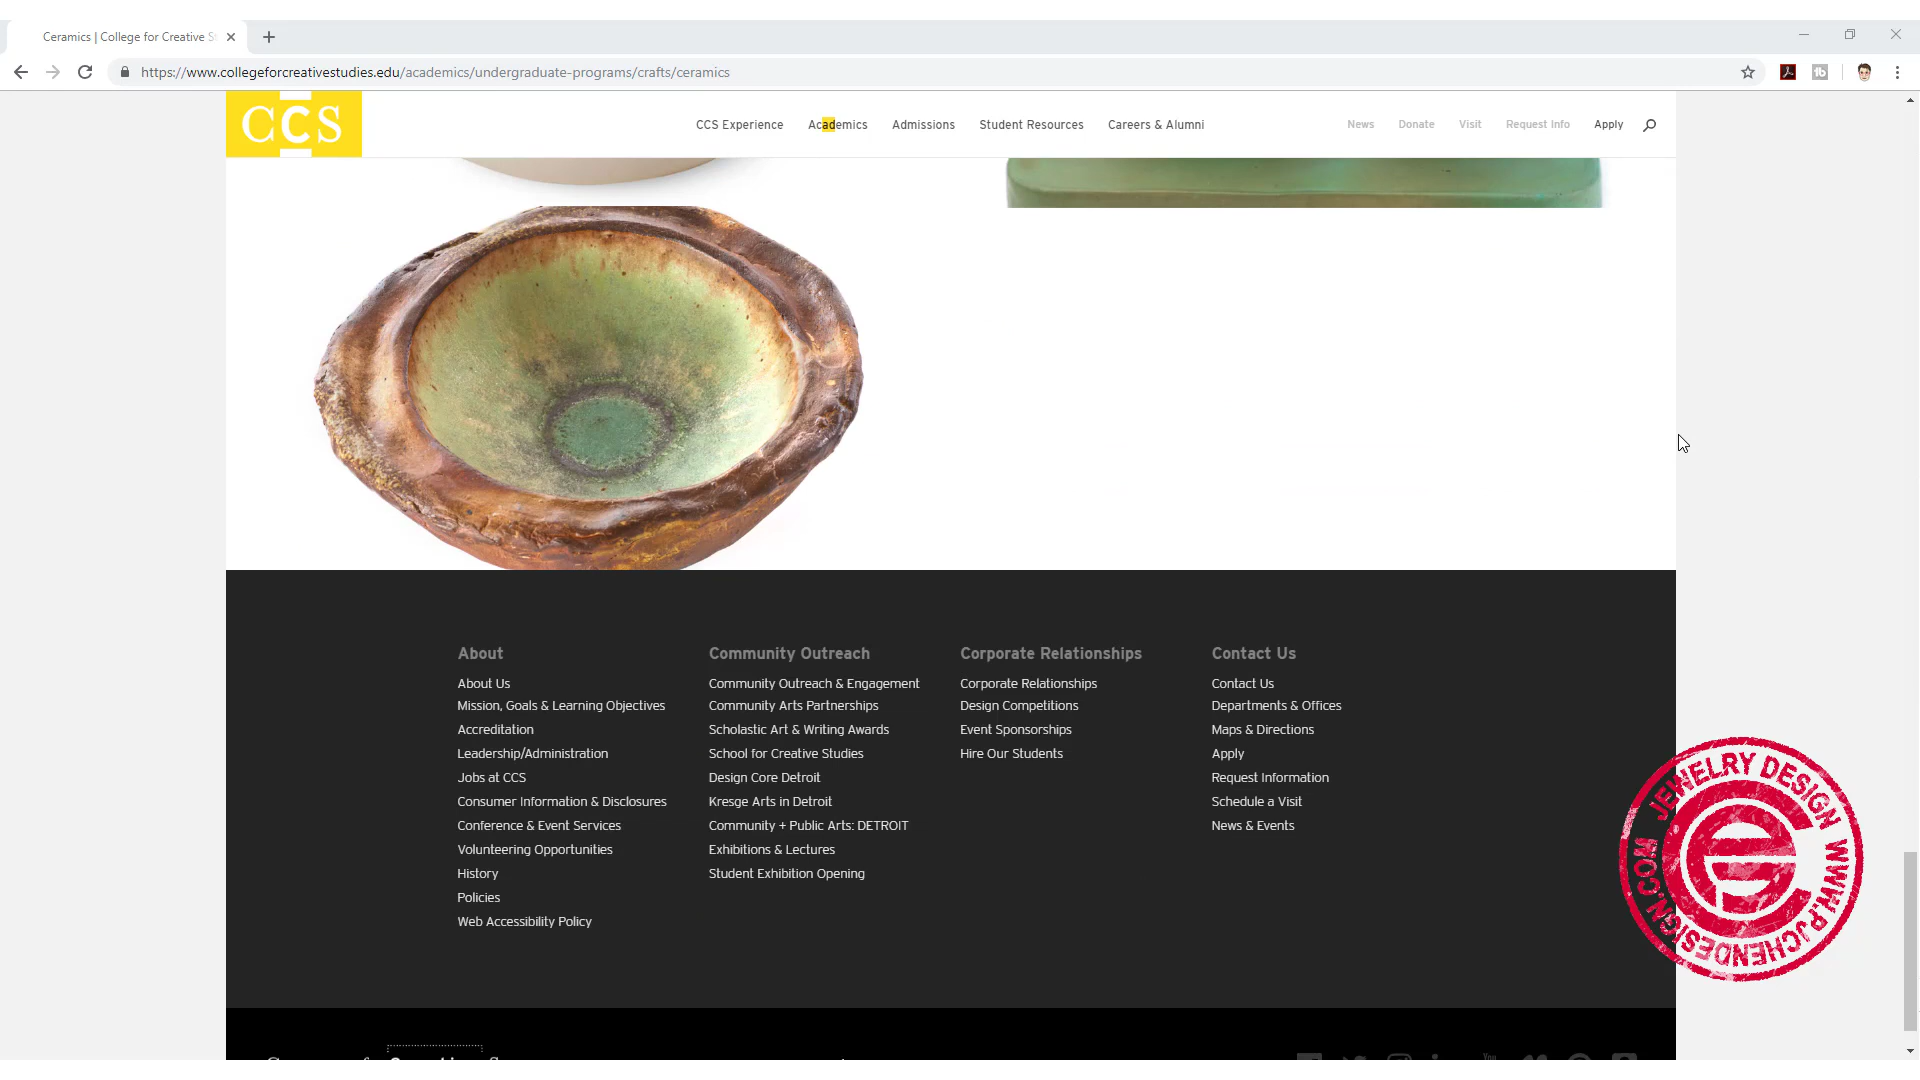 Ceramics | College for Creative S
https://www.collegeforcreativestudies.edu/academics/undergraduate-programs/crafts/ceramics
CCS
CCS Experience Academics Admissions Student Resources Careers & Alumni News Donate Visit Request Info Apply
About
About Us
Mission, Goals & Learning Objectives
Accreditation
Leadership/Administration
Jobs at CCS
Consumer Information & Disclosures
Conference & Event Services
Volunteering Opportunities
History
Policies
Web Accessibility Policy
Community Outreach
Community Outreach & Engagement
Community Arts Partnerships
Scholastic Art & Writing Awards
School for Creative Studies
Design Core Detroit
Kresge Arts in Detroit
Community + Public Arts: DETROIT
Exhibitions & Lectures
Student Exhibition Opening
Corporate Relationships
Corporate Relationships
Design Competitions
Event Sponsorships
Hire Our Students
Contact Us
Contact Us
Departments & Offices
Maps & Directions
Apply
Request Information
Schedule a Visit
News & Events
JEWELRY DESIGN
WWW.PJCHENDESIGN.COM